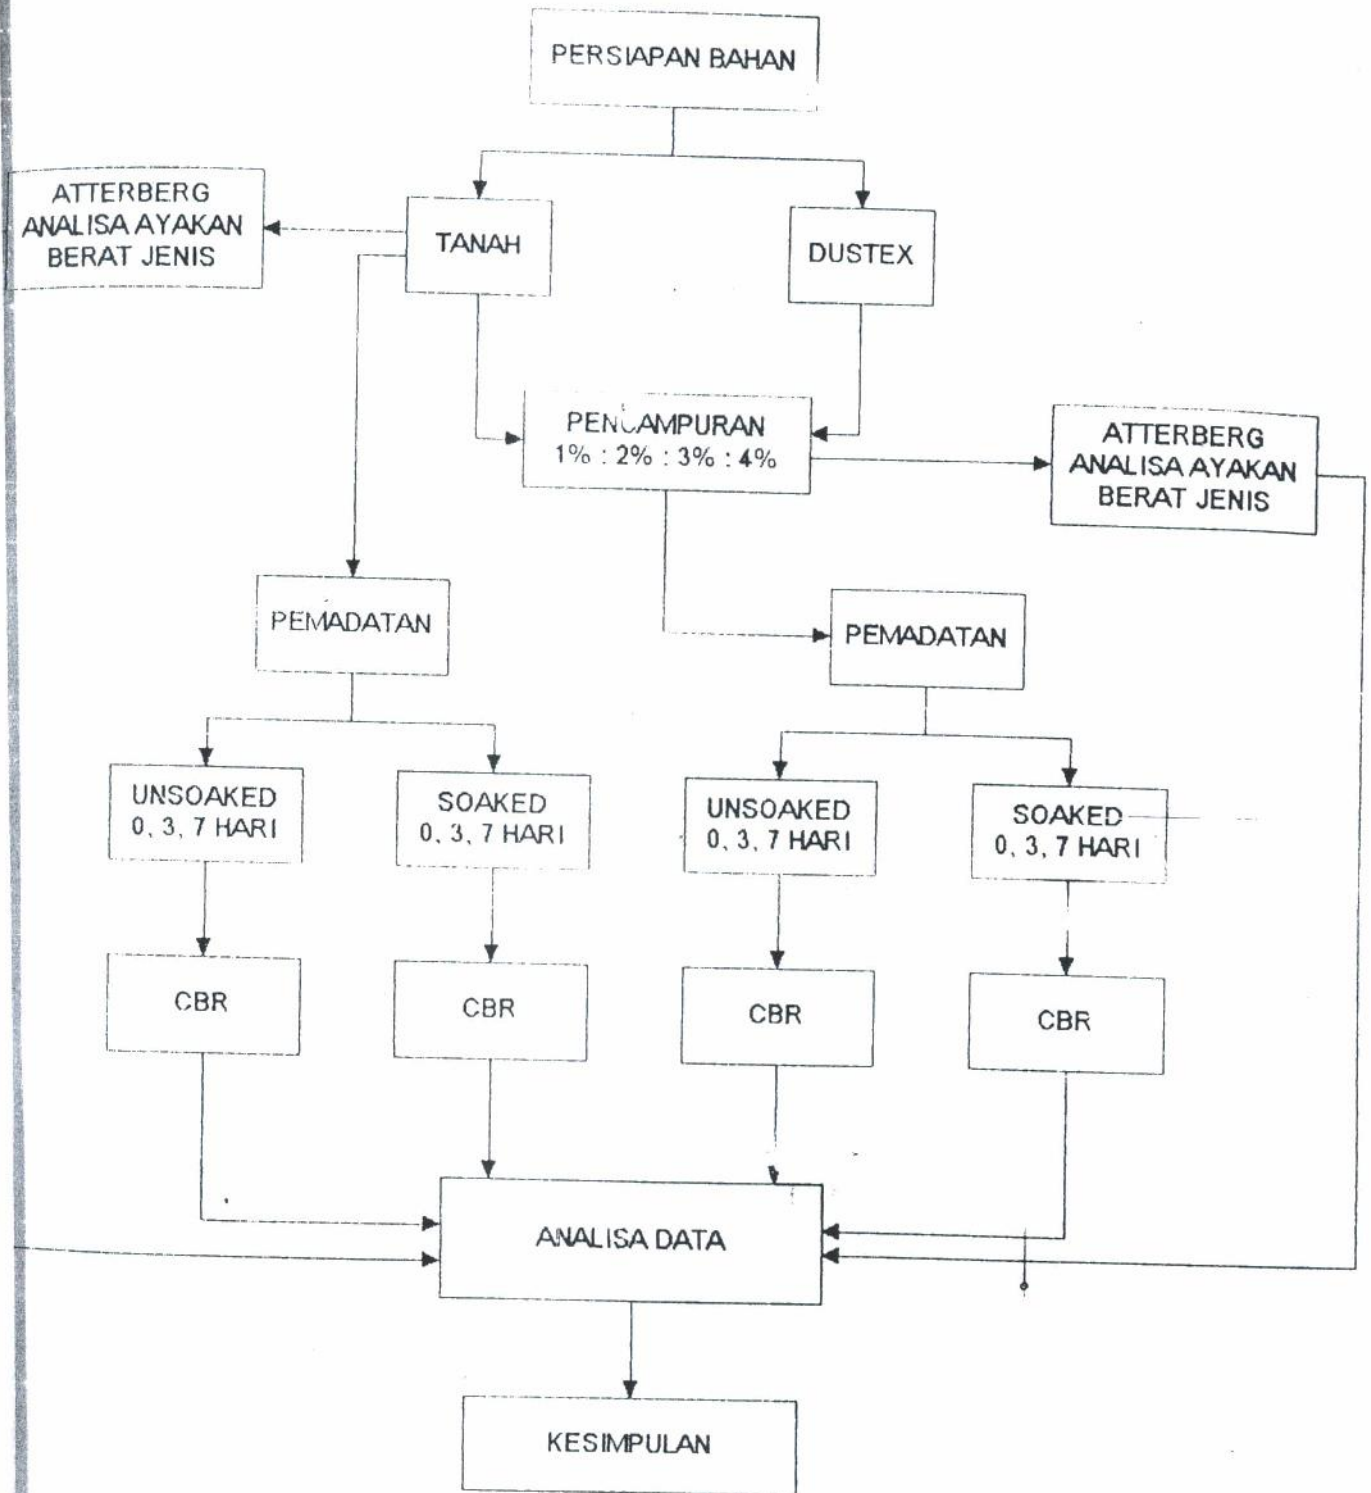 PERSIAPAN BAHAN
ATTERBERG
ANALISA AYAKAN
BERAT JENIS
TANAH
DUSTEX
PENCAMPURAN
1% : 2% : 3% : 4%
ATTERBERG
ANALISA AYAKAN
BERAT JENIS
PEMADATAN
PEMADATAN
UNSOAKED
0, 3, 7 HARI
SOAKED
0, 3, 7 HARI
UNSOAKED
0, 3, 7 HARI
SOAKED
0, 3, 7 HARI
CBR
CBR
CBR
CBR
ANALISA DATA
KESIMPULAN